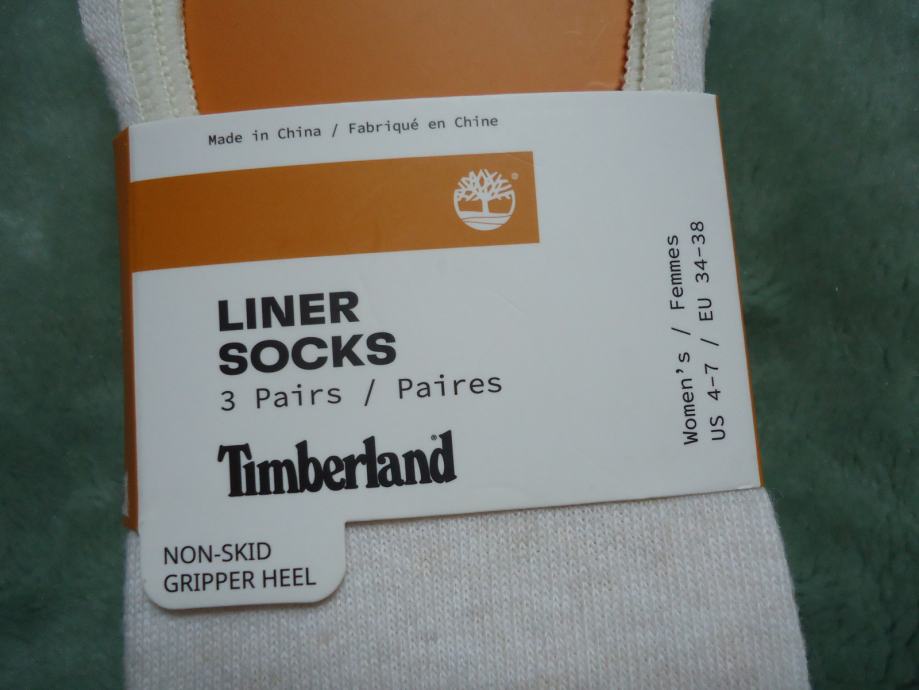 Made in China / Fabriqué en Chine
®
LINER
SOCKS
3 Pairs / Paires
Timberland®
NON-SKID
GRIPPER HEEL
Women's / Femmes
US 4-7 / EU 34-38